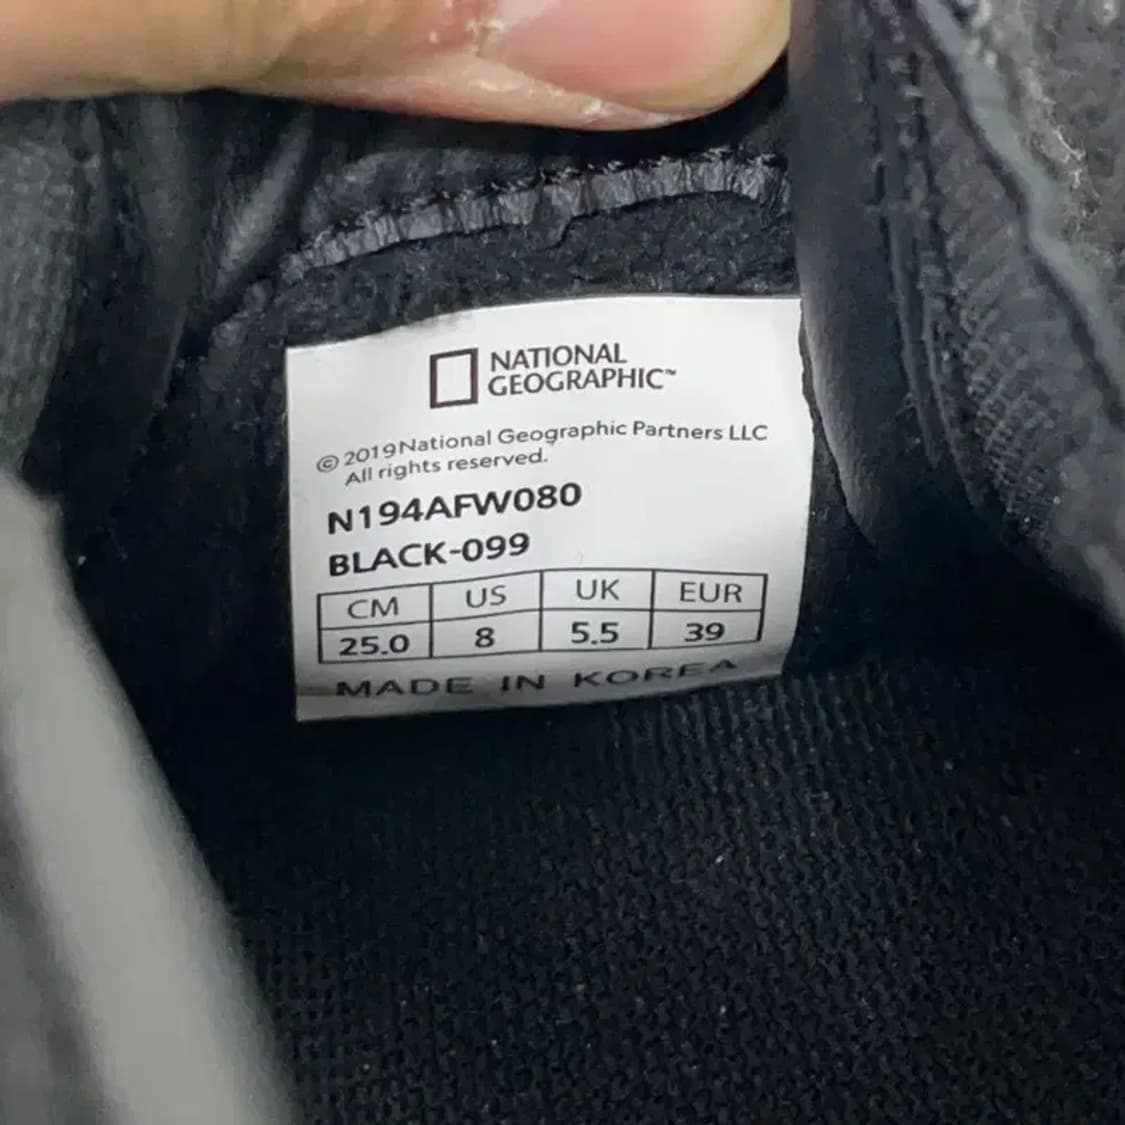 NATIONAL
GEOGRAPHIC™
© 2019 National Geographic Partners LLC
All rights reserved.
N194AFW080
BLACK-099
CM US UK EUR
25.0 8 5.5 39
MADE IN KOREA